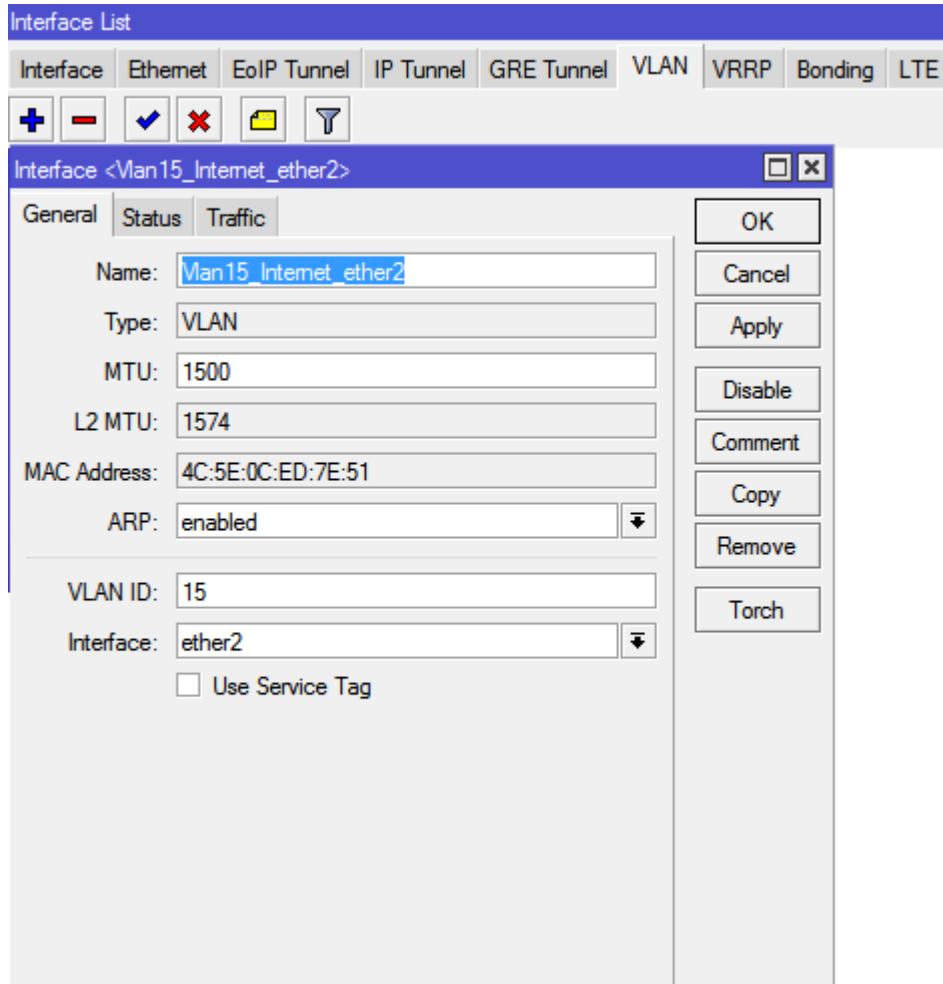 Interface List
Interface Ethernet EoIP Tunnel IP Tunnel GRE Tunnel VLAN VRRP Bonding LTE
Interface <Vlan15_Internet_ether2>
General Status Traffic
OK
Name: Vlan15_Internet_ether2
Cancel
Type: VLAN
Apply
MTU: 1500
Disable
L2 MTU: 1574
Comment
MAC Address: 4C:5E:0C:ED:7E:51
Copy
ARP: enabled
Remove
VLAN ID: 15
Torch
Interface: ether2
Use Service Tag